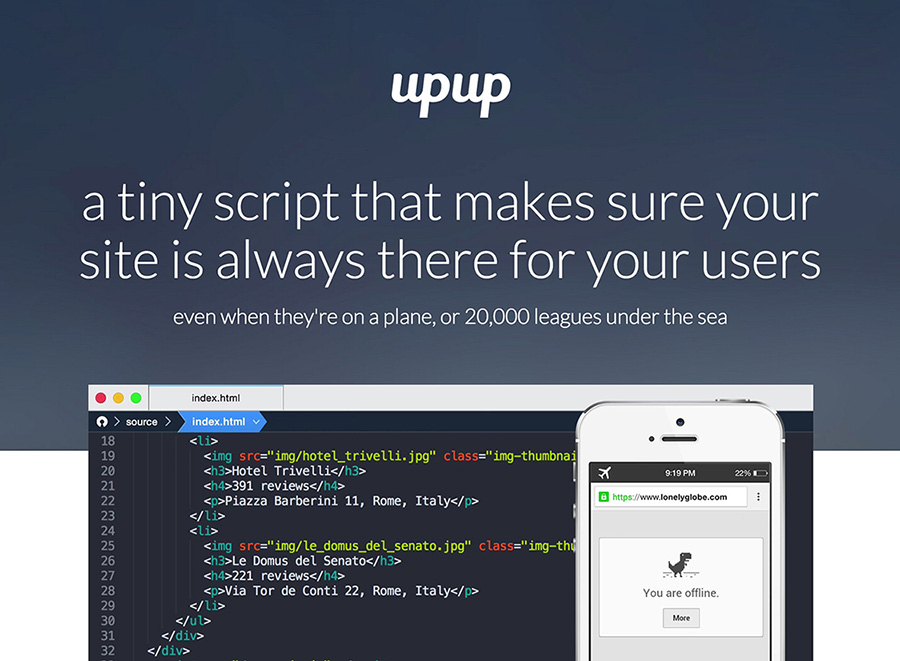 upup
a tiny script that makes sure your
site is always there for your users
even when they're on a plane, or 20,000 leagues under the sea
index.html
source index.html
18 <li>
19 <img src="img/hotel_trivelli.jpg" class="img-thumbnai
20 <h3>Hotel Trivelli</h3>
21 <h4>391 reviews</h4>
22 <p>Piazza Barberini 11, Rome, Italy</p>
23 </li>
24 <li>
25 <img src="img/le_domus_del_senato.jpg" class="img-thu
26 <h3>Le Domus del Senato</h3>
27 <h4>221 reviews</h4>
28 <p>Via Tor de Conti 22, Rome, Italy</p>
29 </li>
30 </ul>
31 </div>
32 </div>
9:19 PM 22%
https://www.lonelyglobe.com
You are offline.
More